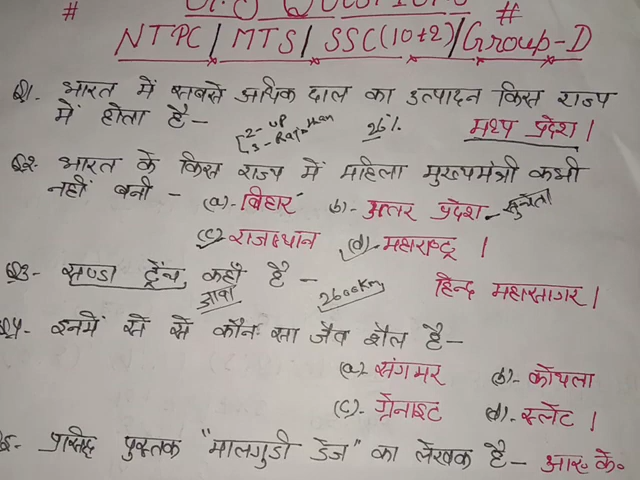 # #
NTPC/MTS/SSC(10+2)/Group-D
Q1- भारत में सबसे अधिक दाल का उत्पादन किस राज्य
में होता है- [2- UP 26% मध्य प्रदेश।
3- Rajsthan
Q2- भारत के किस राज्य में महिला मुख्यमंत्री कभी
नहीं बनी - (a)- बिहार (b)- उत्तर प्रदेश- सुचेता
(c)- राजस्थान (d)- महाराष्ट्र।
Q3- सण्डा ट्रेंच कहाँ है - हिन्द महासागर।
जावा 2600Km
Q4- इनमें से से कौन सा जैव शैल है-
(a)- संगमर (b)- कोयला
(c)- ग्रेनाइट (d)- स्लेट।
प्रसिद्ध पुस्तक "मालगुडी डेज" का लेखक है- आर॰ के॰